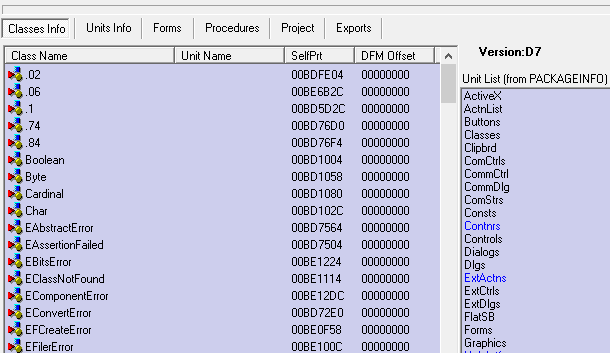 Classes Info Units Info Forms Procedures Project Exports
Class Name Unit Name SelfPrt DFM Offset
.02 00BDFE04 00000000
.06 00BE6B2C 00000000
.1 00BD5D2C 00000000
.74 00BD76D0 00000000
.84 00BD76F4 00000000
Boolean 00BD1004 00000000
Byte 00BD1058 00000000
Cardinal 00BD1080 00000000
Char 00BD102C 00000000
EAbstractError 00BD7564 00000000
EAssertionFailed 00BD7504 00000000
EBitsError 00BE1224 00000000
EClassNotFound 00BE1114 00000000
EComponentError 00BE12DC 00000000
EConvertError 00BD72E0 00000000
EFCreateError 00BE0F58 00000000
EFilerError 00BE100C 00000000
Version:D7
Unit List (from PACKAGEINFO)
ActiveX
ActnList
Buttons
Classes
Clipbrd
ComCtrls
CommCtrl
CommDlg
ComStrs
Consts
Contnrs
Controls
Dialogs
Dlgs
ExtActns
ExtCtrls
ExtDlgs
FlatSB
Forms
Graphics